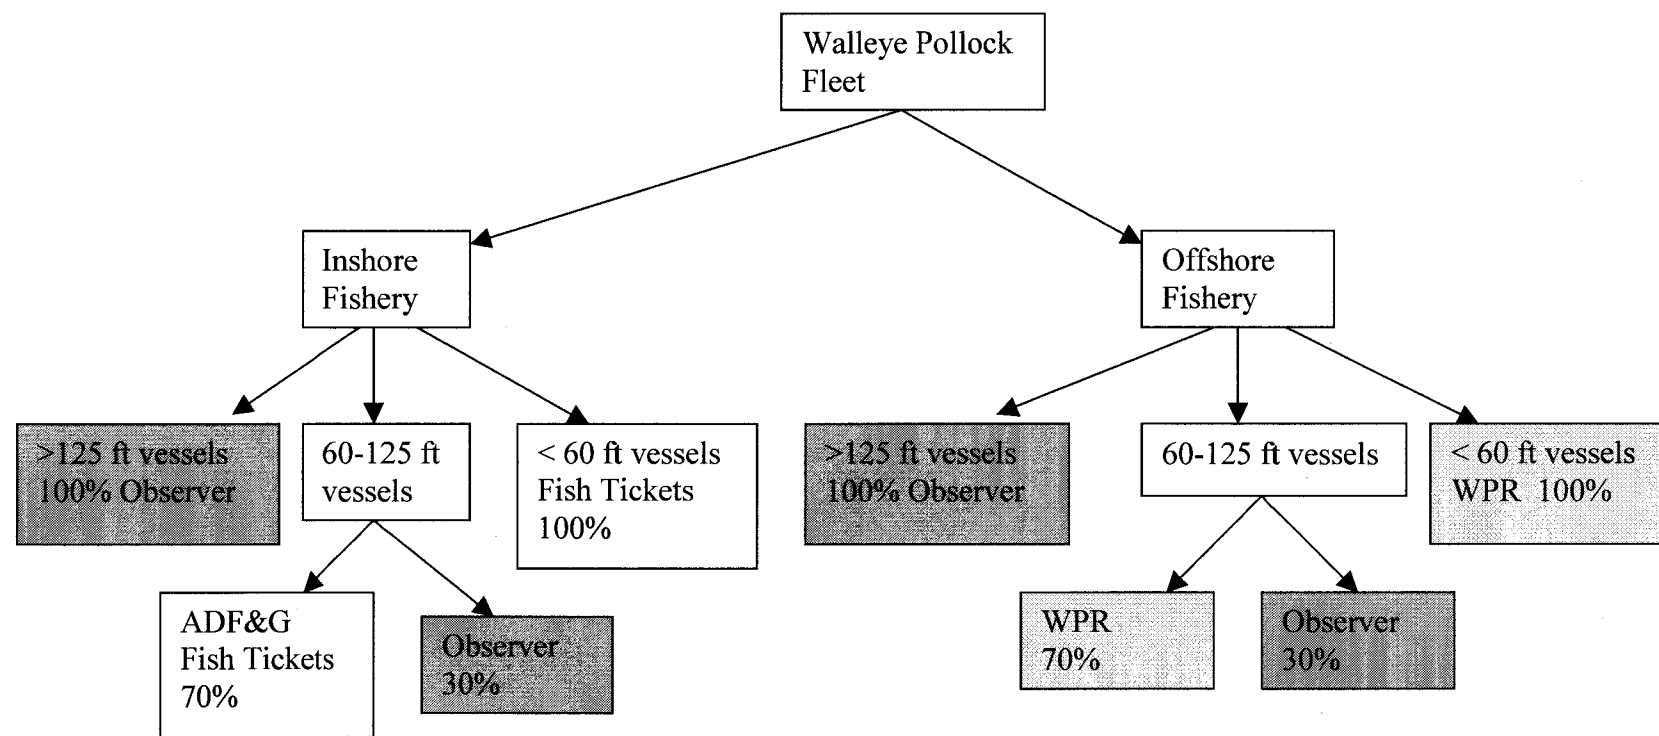 Walleye Pollock
Fleet
Inshore
Fishery
Offshore
Fishery
>125 ft vessels
100% Observer
60-125 ft
vessels
< 60 ft vessels
Fish Tickets
100%
>125 ft vessels
100% Observer
60-125 ft vessels
< 60 ft vessels
WPR 100%
ADF&G
Fish Tickets
70%
Observer
30%
WPR
70%
Observer
30%